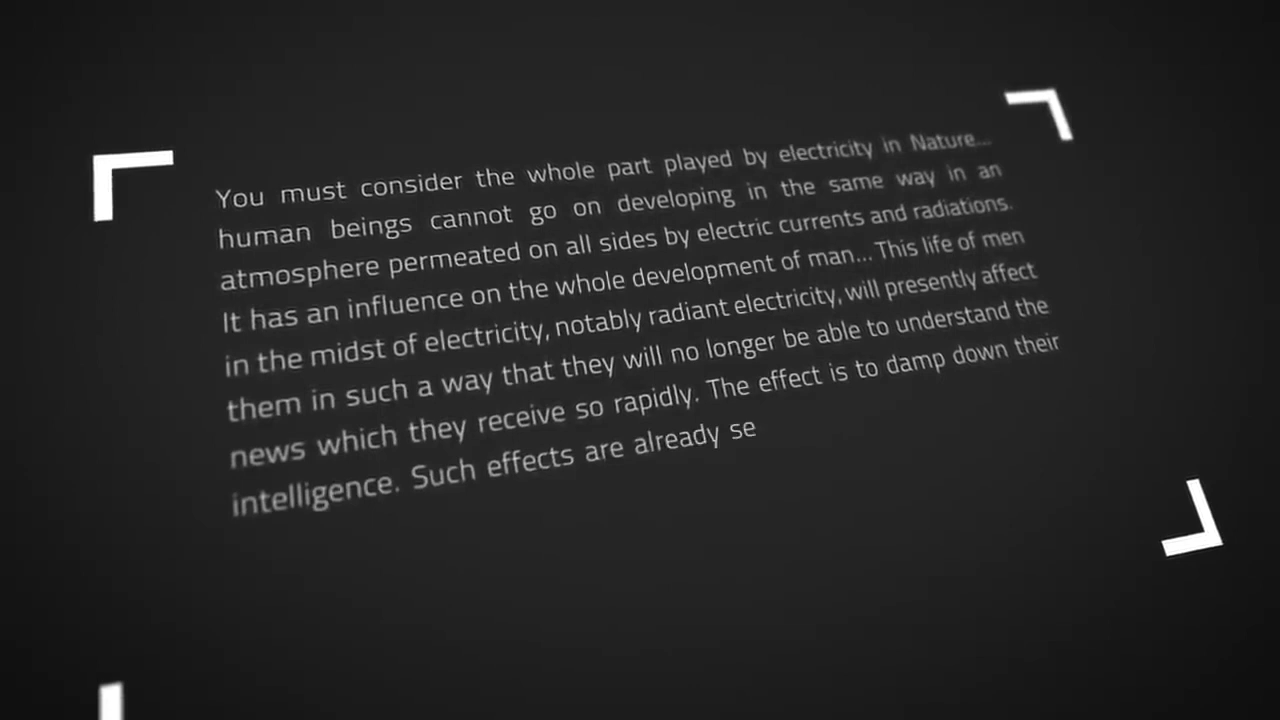 You must consider the whole part played by electricity in Nature...
human beings cannot go on developing in the same way in an
atmosphere permeated on all sides by electric currents and radiations.
It has an influence on the whole development of man... This life of men
in the midst of electricity, notably radiant electricity, will presently affect
them in such a way that they will no longer be able to understand the
news which they receive so rapidly. The effect is to damp down their
intelligence. Such effects are already se